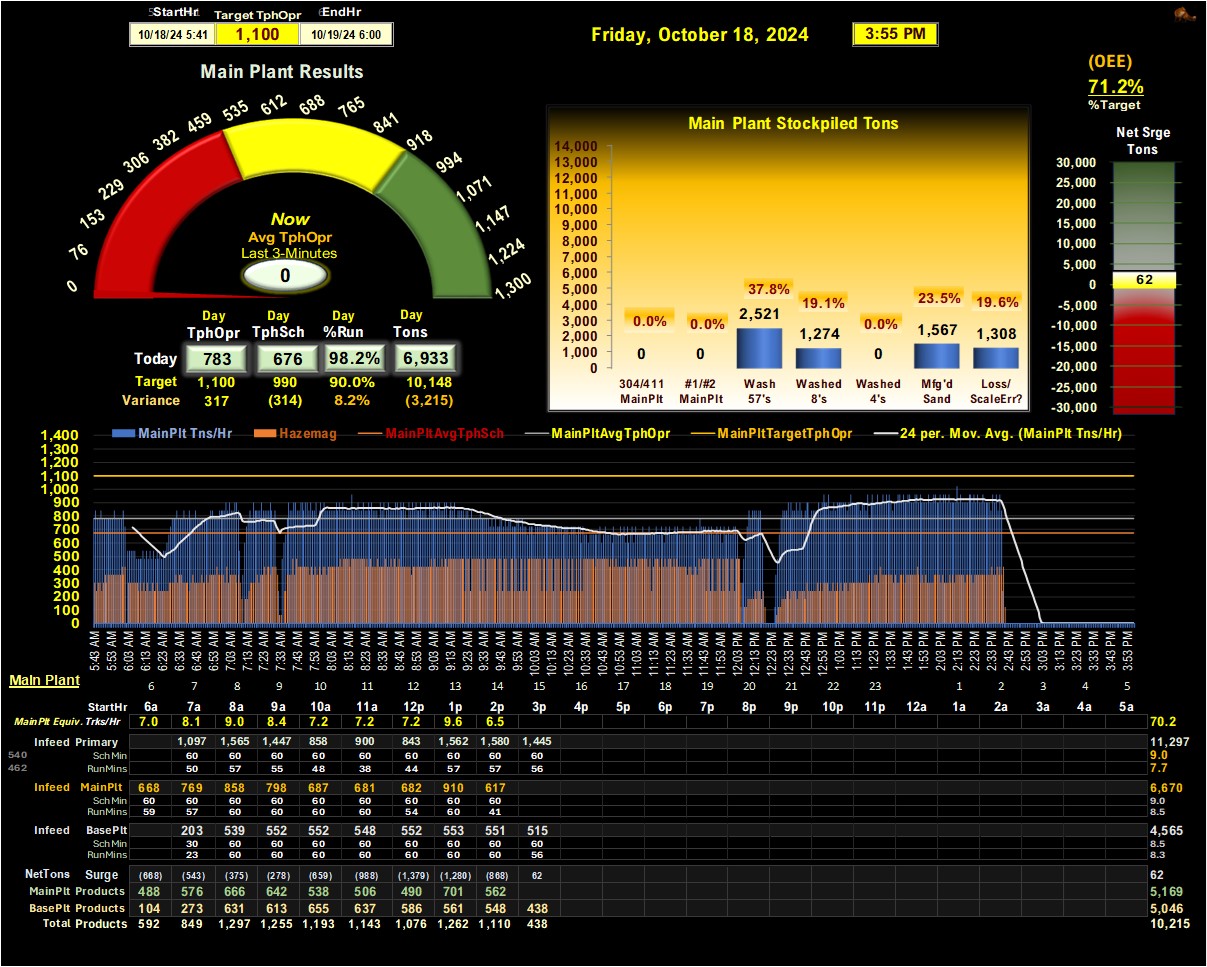 StartHr Target TphOpr EndHr
10/18/24 5:41 1,100 10/19/24 6:00
Friday, October 18, 2024 3:55 PM
(OEE)
71.2%
%Target
Main Plant Results
0 76 153 229 306 382 459 535 612 688 765 841 918 994 1,071 1,147 1,224 1,300
Now
Avg TphOpr
Last 3-Minutes
0
Day Day Day Day
TphOpr TphSch %Run Tons
Today 783 676 98.2% 6,933
Target 1,100 990 90.0% 10,148
Variance 317 (314) 8.2% (3,215)
Main Plant Stockpiled Tons
14,000
13,000
12,000
11,000
10,000
9,000
8,000
7,000
6,000
5,000
4,000
3,000
2,000
1,000
0
0.0% 0.0% 37.8% 19.1% 0.0% 23.5% 19.6%
0 0 2,521 1,274 0 1,567 1,308
304/411 #1/#2 Wash Washed Washed Mfg'd Loss/
MainPlt MainPlt 57's 8's 4's Sand ScaleErr?
Net Srge
Tons
30,000
25,000
20,000
15,000
10,000
5,000
0
-5,000
-10,000
-15,000
-20,000
-25,000
-30,000
62
MainPlt Tns/Hr Hazemag MainPltAvgTphSch MainPltAvgTphOpr MainPltTargetTphOpr 24 per. Mov. Avg. (MainPlt Tns/Hr)
1,400
1,300
1,200
1,100
1,000
900
800
700
600
500
400
300
200
100
0
5:43 AM 5:53 AM 6:03 AM 6:13 AM 6:23 AM 6:33 AM 6:43 AM 6:53 AM 7:03 AM 7:13 AM 7:23 AM 7:33 AM 7:43 AM 7:53 AM 8:03 AM 8:13 AM 8:23 AM 8:33 AM 8:43 AM 8:53 AM 9:03 AM 9:13 AM 9:23 AM 9:33 AM 9:43 AM 9:53 AM 10:03 AM 10:13 AM 10:23 AM 10:33 AM 10:43 AM 10:53 AM 11:03 AM 11:13 AM 11:23 AM 11:33 AM 11:43 AM 11:53 AM 12:03 PM 12:13 PM 12:23 PM 12:33 PM 12:43 PM 12:53 PM 1:03 PM 1:13 PM 1:23 PM 1:33 PM 1:43 PM 1:53 PM 2:03 PM 2:13 PM 2:23 PM 2:33 PM 2:43 PM 2:53 PM 3:03 PM 3:13 PM 3:23 PM 3:33 PM 3:43 PM 3:53 PM
Main Plant
6 7 8 9 10 11 12 13 14 15 16 17 18 19 20 21 22 23 1 2 3 4 5
StartHr 6a 7a 8a 9a 10a 11a 12p 1p 2p 3p 4p 5p 6p 7p 8p 9p 10p 11p 12a 1a 2a 3a 4a 5a
MainPlt Equiv. Trks/Hr 7.0 8.1 9.0 8.4 7.2 7.2 7.2 9.6 6.5 70.2
Infeed Primary 1,097 1,565 1,447 858 900 843 1,562 1,580 1,445 11,297
540 Sch Min 60 60 60 60 60 60 60 60 60 9.0
462 RunMins 50 57 55 48 38 44 57 57 56 7.7
Infeed MainPlt 668 769 858 798 687 681 682 910 617 6,670
Sch Min 60 60 60 60 60 60 60 60 60 9.0
RunMins 59 57 60 60 60 60 54 60 41 8.5
Infeed BasePlt 203 539 552 552 548 552 553 551 515 4,565
Sch Min 30 60 60 60 60 60 60 60 60 8.5
RunMins 23 60 60 60 60 60 60 60 56 8.3
NetTons Surge (668) (543) (375) (278) (659) (988) (1,379) (1,280) (868) 62 62
MainPlt Products 488 576 666 642 538 506 490 701 562 5,169
BasePlt Products 104 273 631 613 655 637 586 561 548 438 5,046
Total Products 592 849 1,297 1,255 1,193 1,143 1,076 1,262 1,110 438 10,215